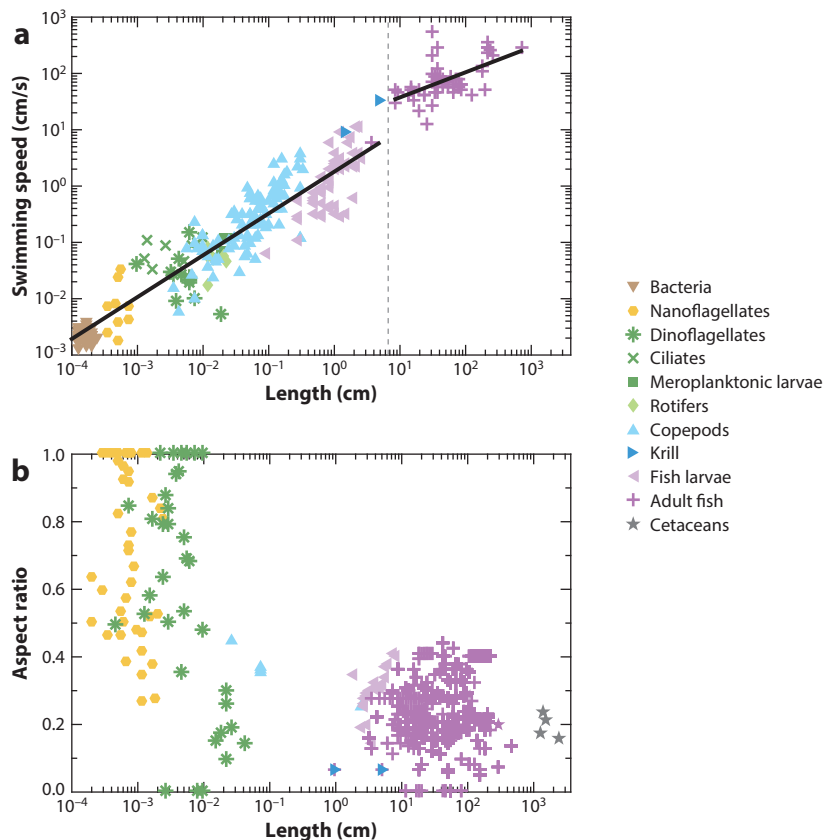 a
Swimming speed (cm/s)
10³
10²
10¹
10⁰
10⁻¹
10⁻²
10⁻³
10⁻⁴ 10⁻³ 10⁻² 10⁻¹ 10⁰ 10¹ 10² 10³
Length (cm)
Bacteria
Nanoflagellates
Dinoflagellates
Ciliates
Meroplanktonic larvae
Rotifers
Copepods
Krill
Fish larvae
Adult fish
Cetaceans
b
Aspect ratio
1.0
0.8
0.6
0.4
0.2
0.0
10⁻⁴ 10⁻³ 10⁻² 10⁻¹ 10⁰ 10¹ 10² 10³
Length (cm)